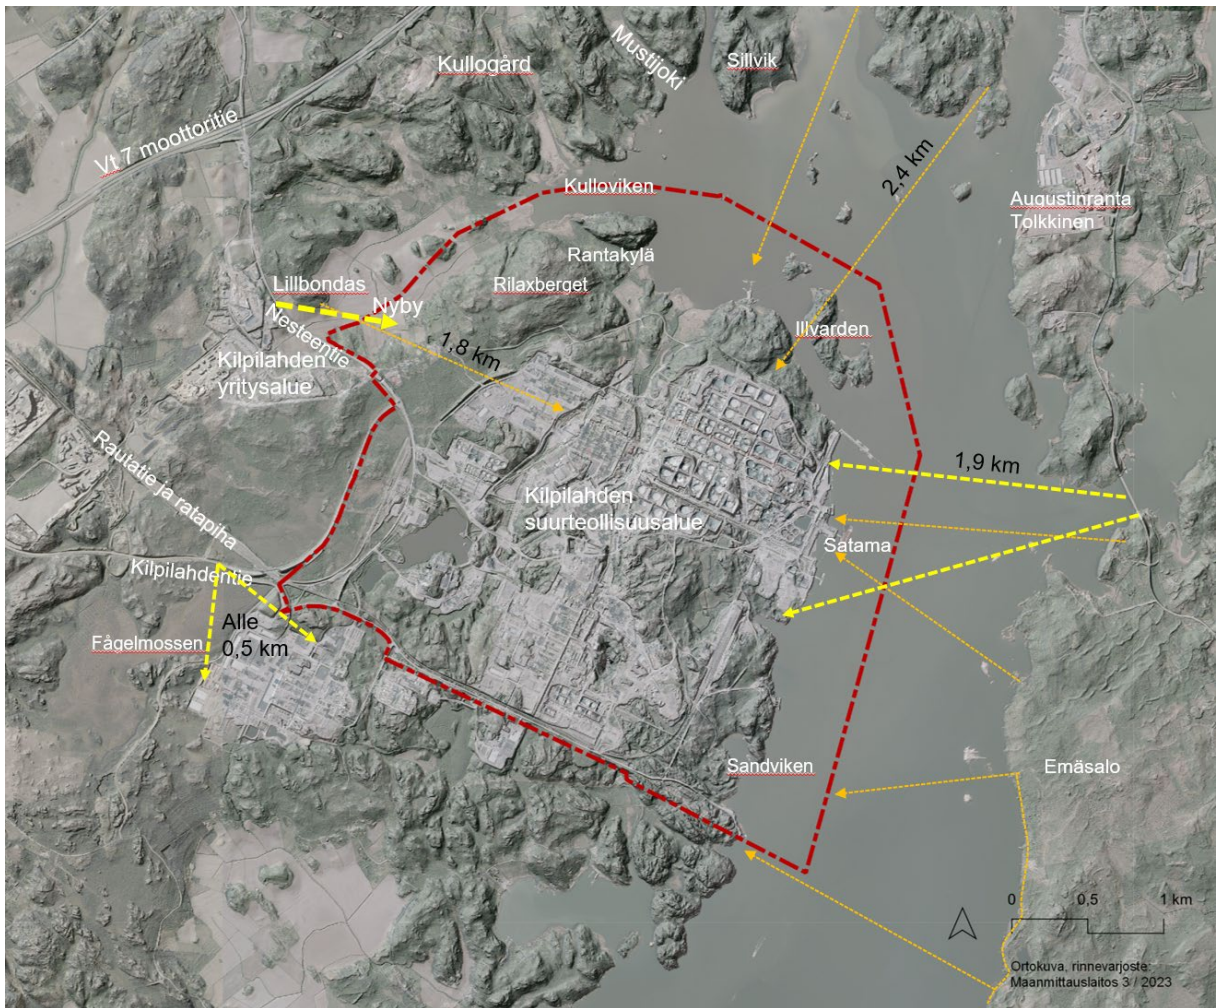 Mustijoki
Sillvik
Kullogård
Vt 7 moottoritie
2,4 km
Kulloviken
Augustinranta
Tolkkinen
Rantakylä
Lillbondas
Rilaxberget
Nyby
Nesteentie
Illvarden
1,8 km
Kilpilahden
yritysalue
Rautatie ja ratapiha
1,9 km
Kilpilahden
suurteollisuusalue
Satama
Kilpilahdentie
Alle
0,5 km
Fågelmossen
Sandviken
Emäsalo
0 0,5 1 km
Ortokuva, rinnevarjoste:
Maanmittauslaitos 3 / 2023